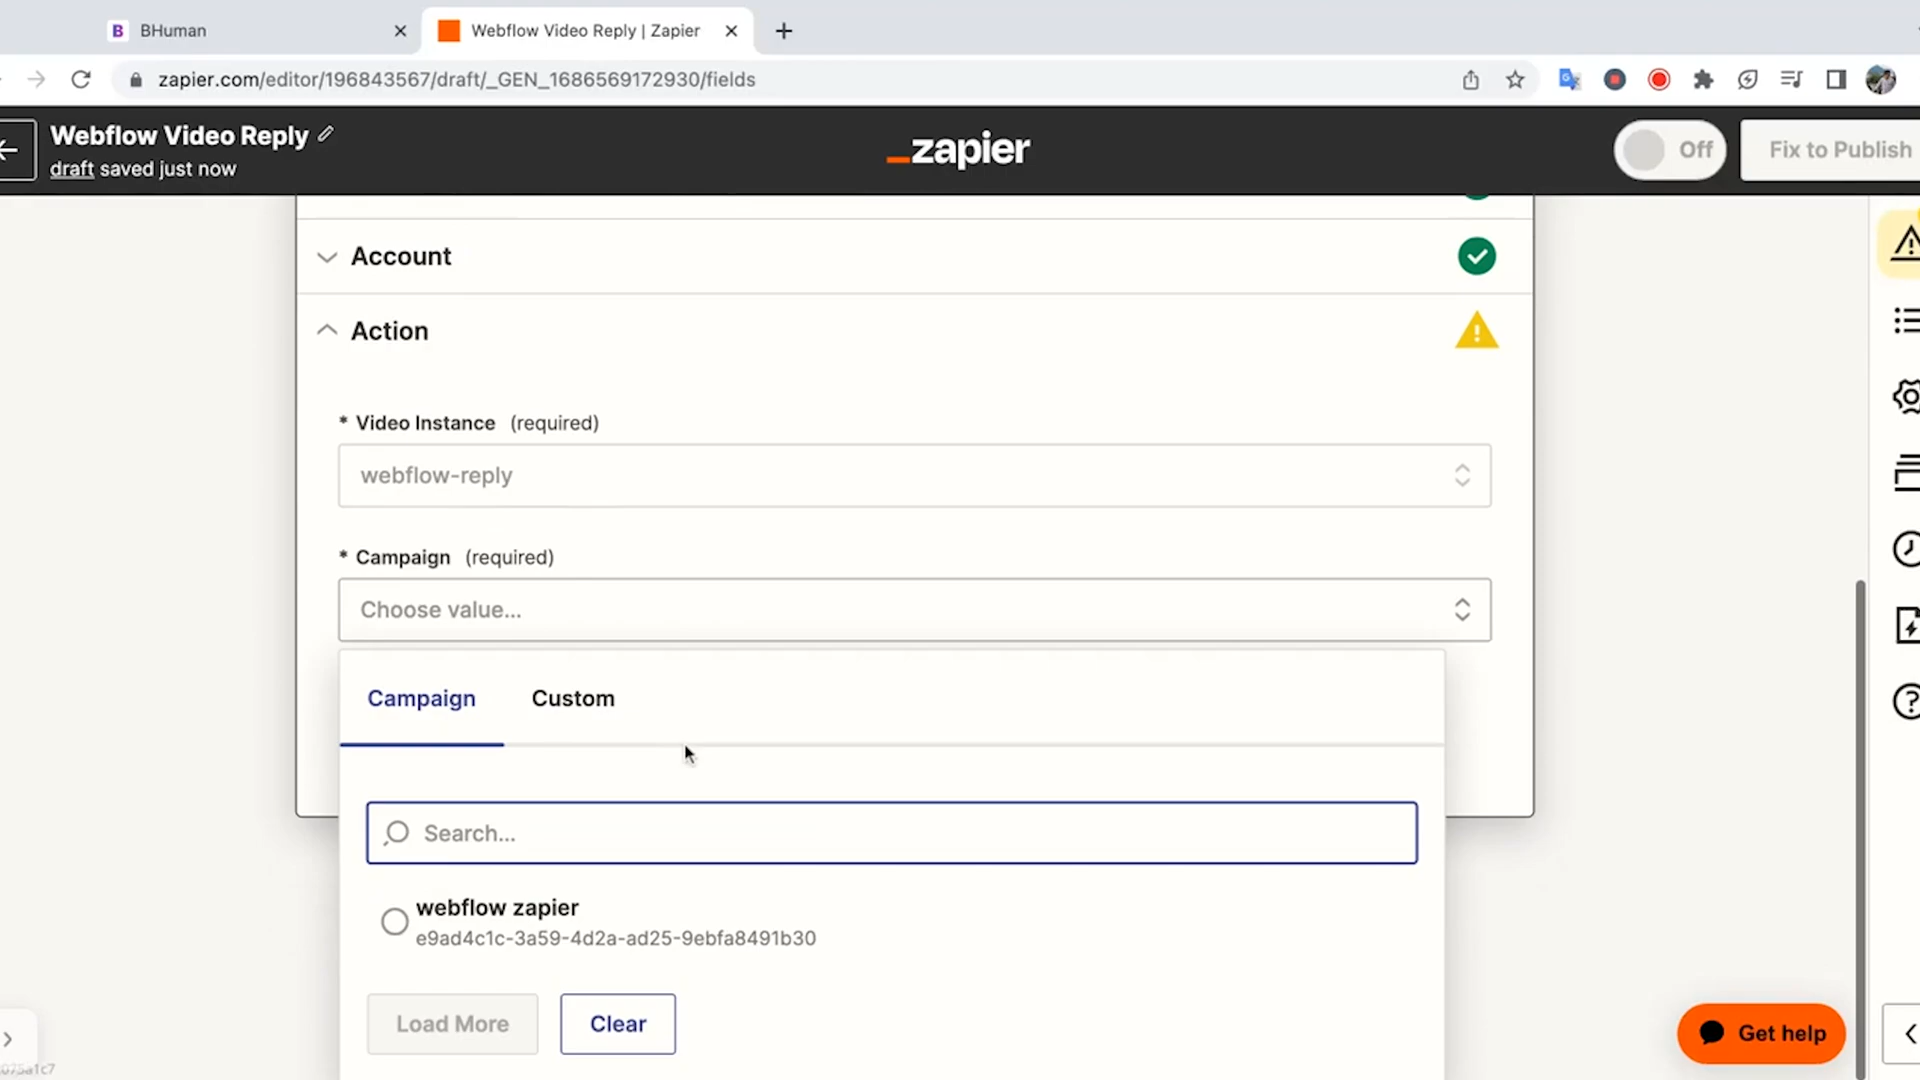 BHuman
Webflow Video Reply | Zapier
zapier.com/editor/196843567/draft/_GEN_1686569172930/fields
Webflow Video Reply
draft saved just now
_zapier
Off
Fix to Publish
Account
Action
* Video Instance (required)
webflow-reply
* Campaign (required)
Choose value...
Campaign
Custom
Search...
webflow zapier
e9ad4c1c-3a59-4d2a-ad25-9ebfa8491b30
Load More
Clear
Get help